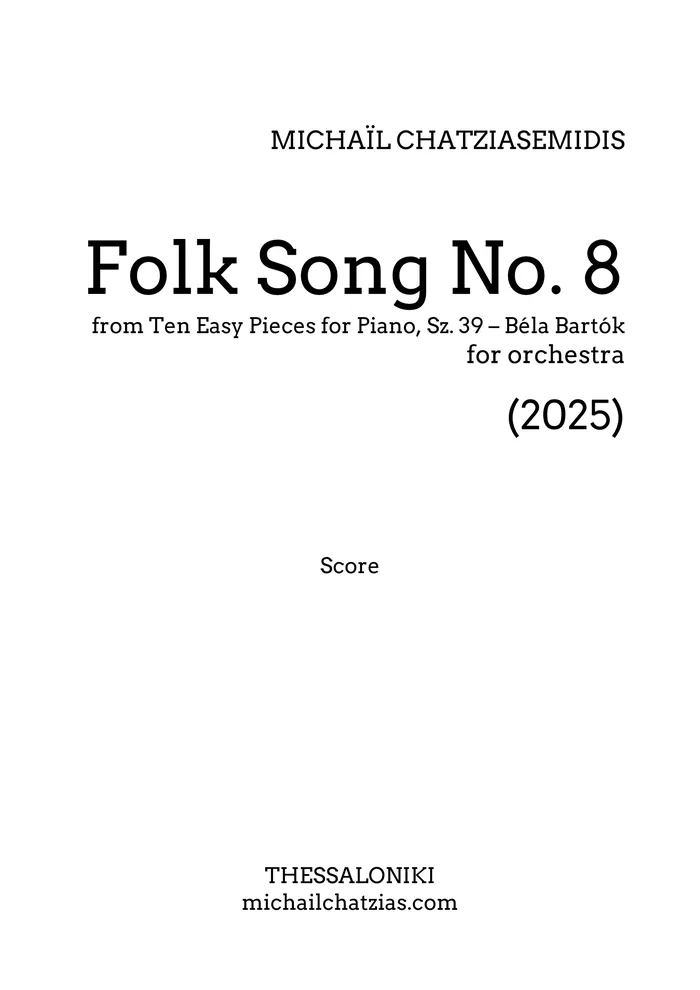 MICHAÏL CHATZIASEMIDIS
Folk Song No. 8
from Ten Easy Pieces for Piano, Sz. 39 – Béla Bartók
for orchestra
(2025)
Score
THESSALONIKI
michailchatzias.com